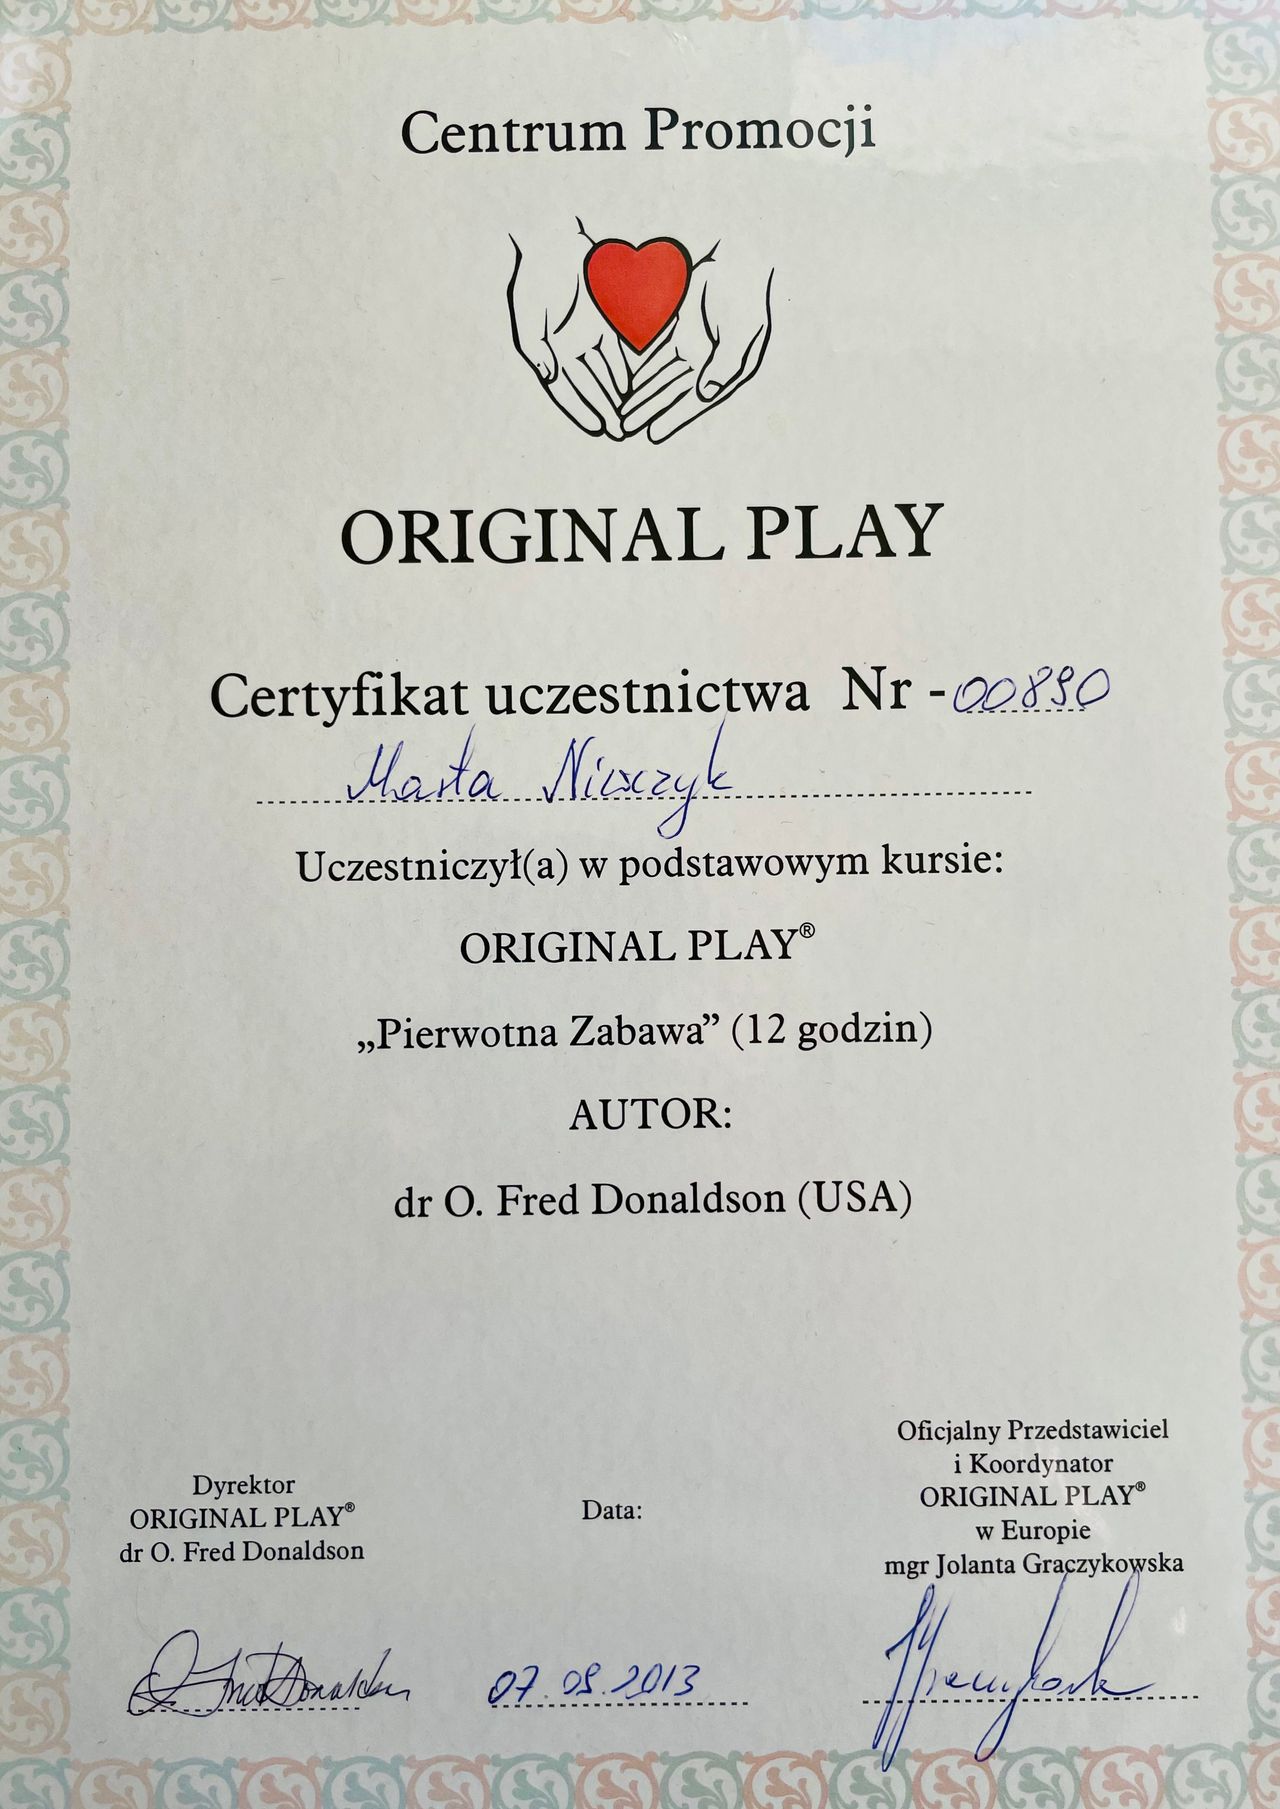 Centrum Promocji
ORIGINAL PLAY
Certyfikat uczestnictwa Nr - 00890
Marta
Uczestniczył(a) w podstawowym kursie:
ORIGINAL PLAY®
„Pierwotna Zabawa” (12 godzin)
AUTOR:
dr O. Fred Donaldson (USA)
Dyrektor
ORIGINAL PLAY®
dr O. Fred Donaldson
Data:
07.09.2013
Oficjalny Przedstawiciel
i Koordynator
ORIGINAL PLAY®
w Europie
mgr Jolanta Graczykowska